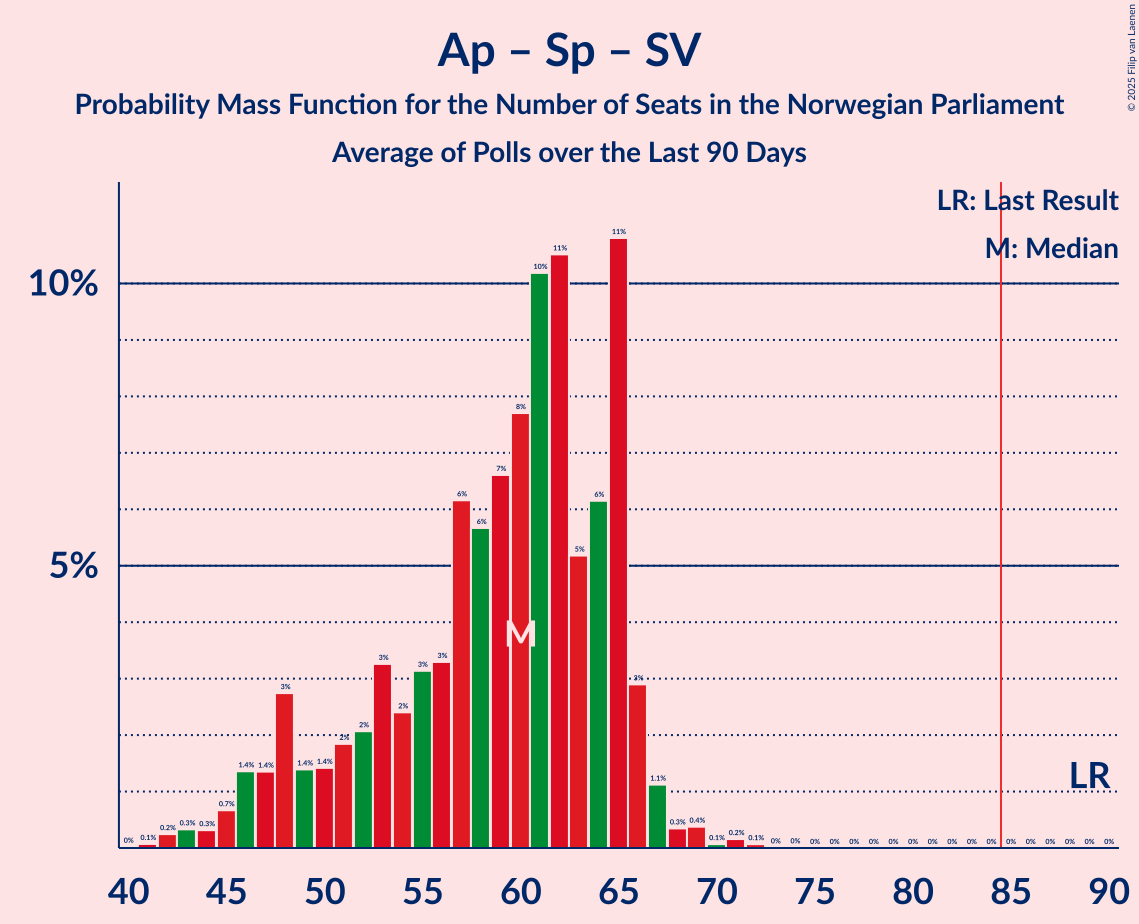 Ap – Sp – SV
Probability Mass Function for the Number of Seats in the Norwegian Parliament
Average of Polls over the Last 90 Days
© 2025 Filip van Laenen
LR: Last Result
M: Median
10%
5%
0% 0.1% 0.2% 0.3% 0.3% 0.7% 1.4% 1.4% 3% 1.4% 1.4% 2% 2% 3% 2% 3% 3% 6% 6% 7% 8% 10% 11% 5% 6% 11% 3% 1.1% 0.3% 0.4% 0.1% 0.2% 0.1% 0% 0% 0% 0% 0% 0% 0% 0% 0% 0% 0% 0% 0% 0% 0% 0% 0% 0%
M
LR
40 45 50 55 60 65 70 75 80 85 90